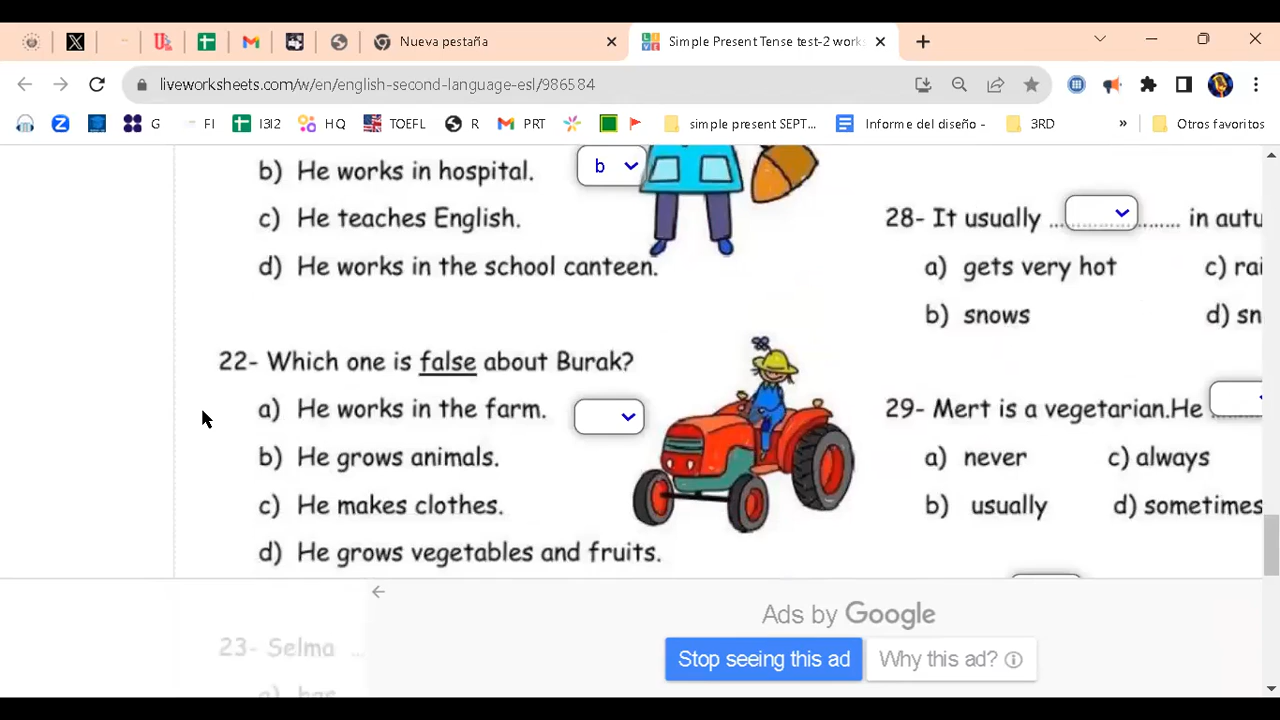 Nueva pestaña
Simple Present Tense test-2 works
liveworksheets.com/w/en/english-second-language-esl/986584
G FI I3I2 HQ TOEFL R PRT simple present SEPT... Informe del diseño - 3RD » Otros favoritos
b) He works in hospital.
b
c) He teaches English.
d) He works in the school canteen.
22- Which one is false about Burak?
a) He works in the farm.
b) He grows animals.
c) He makes clothes.
d) He grows vegetables and fruits.
23- Selma ...
a) has
28- It usually .................... in autu
a) gets very hot c) rai
b) snows d) sn
29- Mert is a vegetarian.He
a) never c) always
b) usually d) sometimes
Ads by Google
Stop seeing this ad Why this ad?